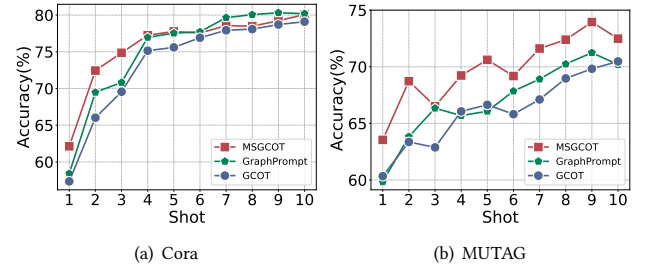 80
75
70
65
60
Accuracy(%)
MSGCOT
GraphPrompt
GCOT
1 2 3 4 5 6 7 8 9 10
Shot
(a) Cora
75
70
65
60
Accuracy(%)
MSGCOT
GraphPrompt
GCOT
1 2 3 4 5 6 7 8 9 10
Shot
(b) MUTAG